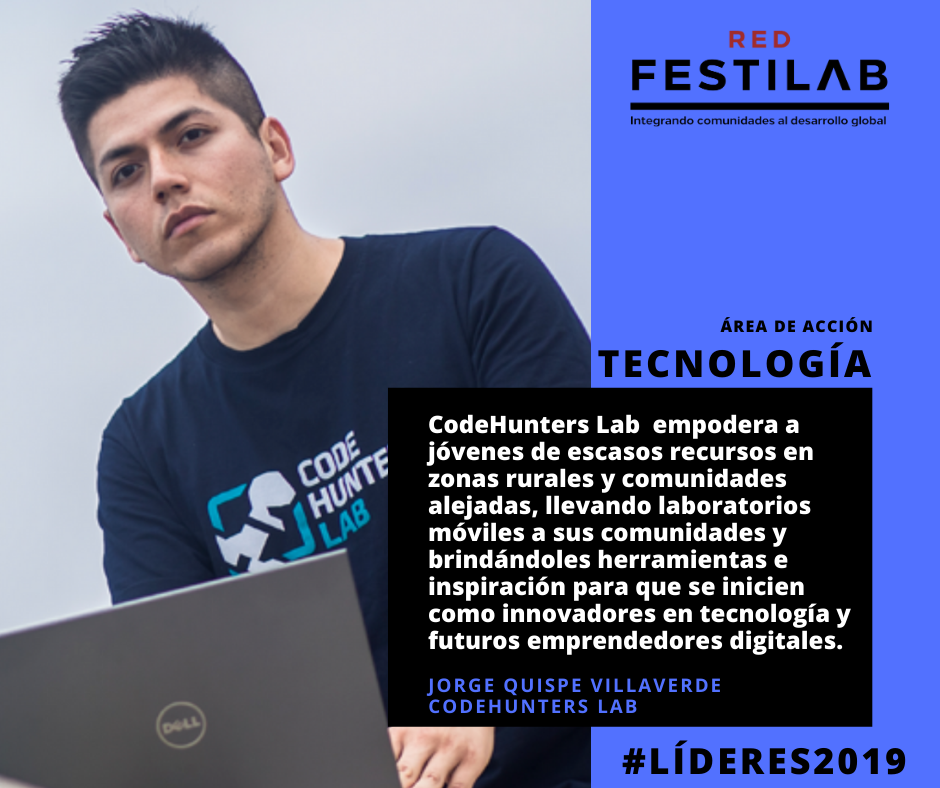 RED
FESTILAB
Integrando comunidades al desarrollo global
ÁREA DE ACCIÓN
TECNOLOGÍA
CodeHunters Lab empodera a
jóvenes de escasos recursos en
zonas rurales y comunidades
alejadas, llevando laboratorios
móviles a sus comunidades y
brindándoles herramientas e
inspiración para que se inicien
como innovadores en tecnología y
futuros emprendedores digitales.
JORGE QUISPE VILLAVERDE
CODEHUNTERS LAB
#LÍDERES2019
CODE
HUNTE
LAB
DELL